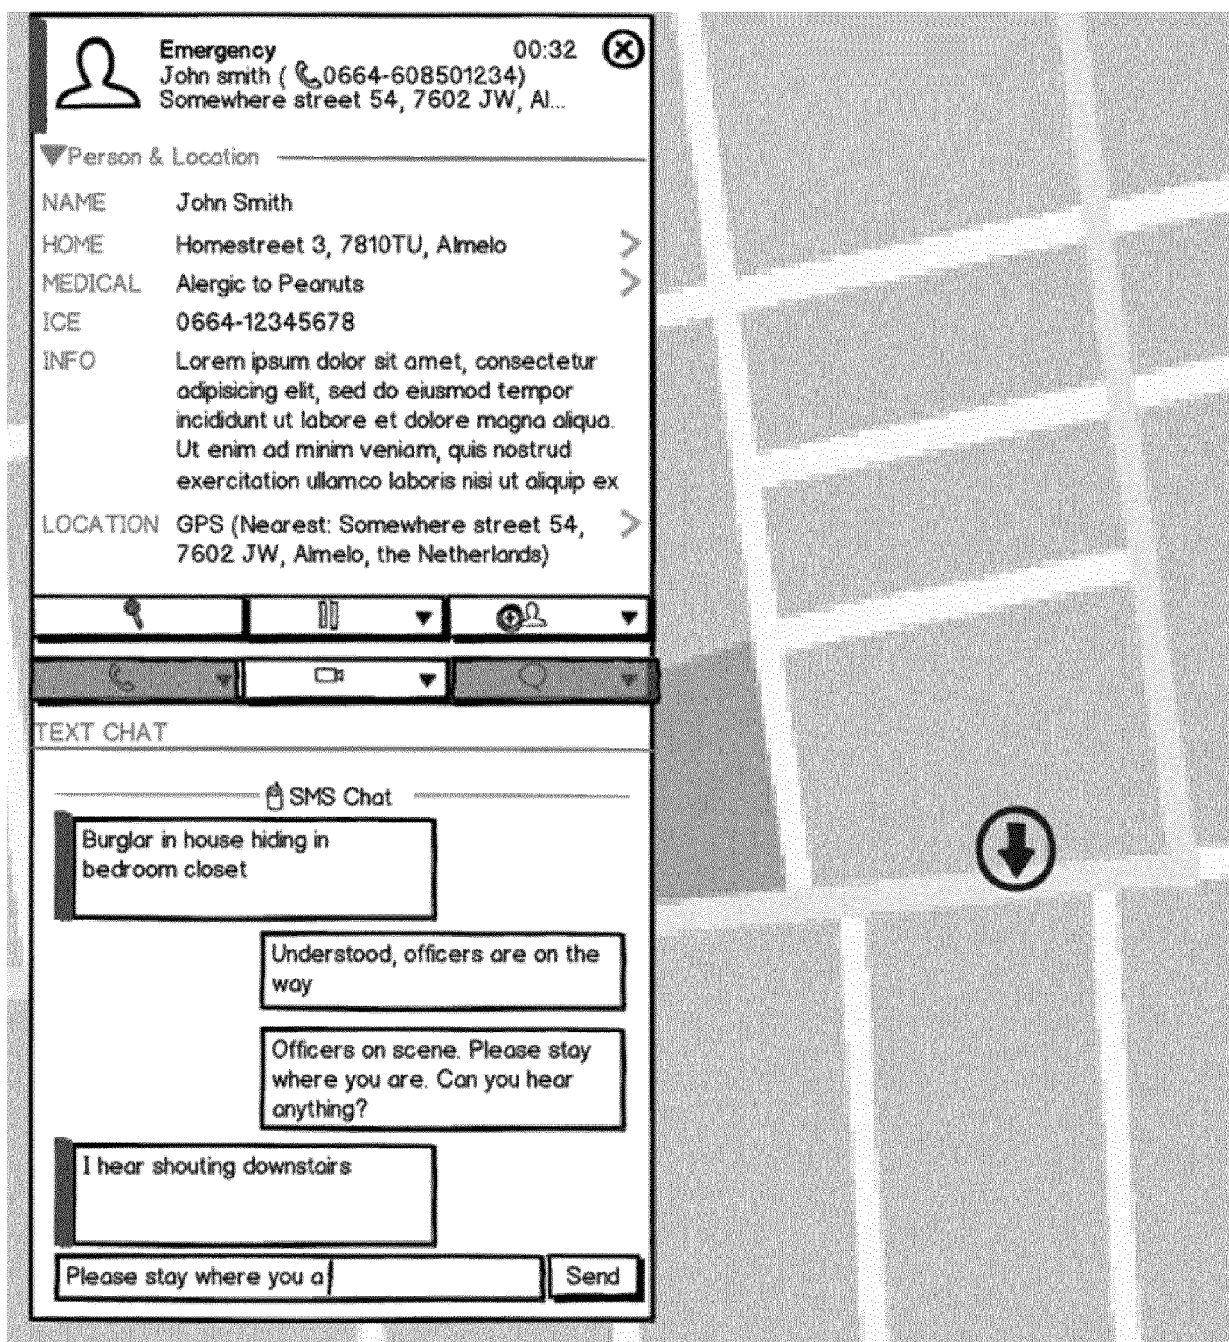 Emergency 00:32
John smith ( 0664-608501234)
Somewhere street 54, 7602 JW, Al...
Person & Location
NAME John Smith
HOME Homestreet 3, 7810TU, Almelo
MEDICAL Alergic to Peanuts
ICE 0664-12345678
INFO Lorem ipsum dolor sit amet, consectetur
adipisicing elit, sed do eiusmod tempor
incididunt ut labore et dolore magna aliqua.
Ut enim ad minim veniam, quis nostrud
exercitation ullamco laboris nisi ut aliquip ex
LOCATION GPS (Nearest: Somewhere street 54,
7602 JW, Almelo, the Netherlands)
TEXT CHAT
SMS Chat
Burglar in house hiding in
bedroom closet
Understood, officers are on the
way
Officers on scene. Please stay
where you are. Can you hear
anything?
I hear shouting downstairs
Please stay where you a
Send